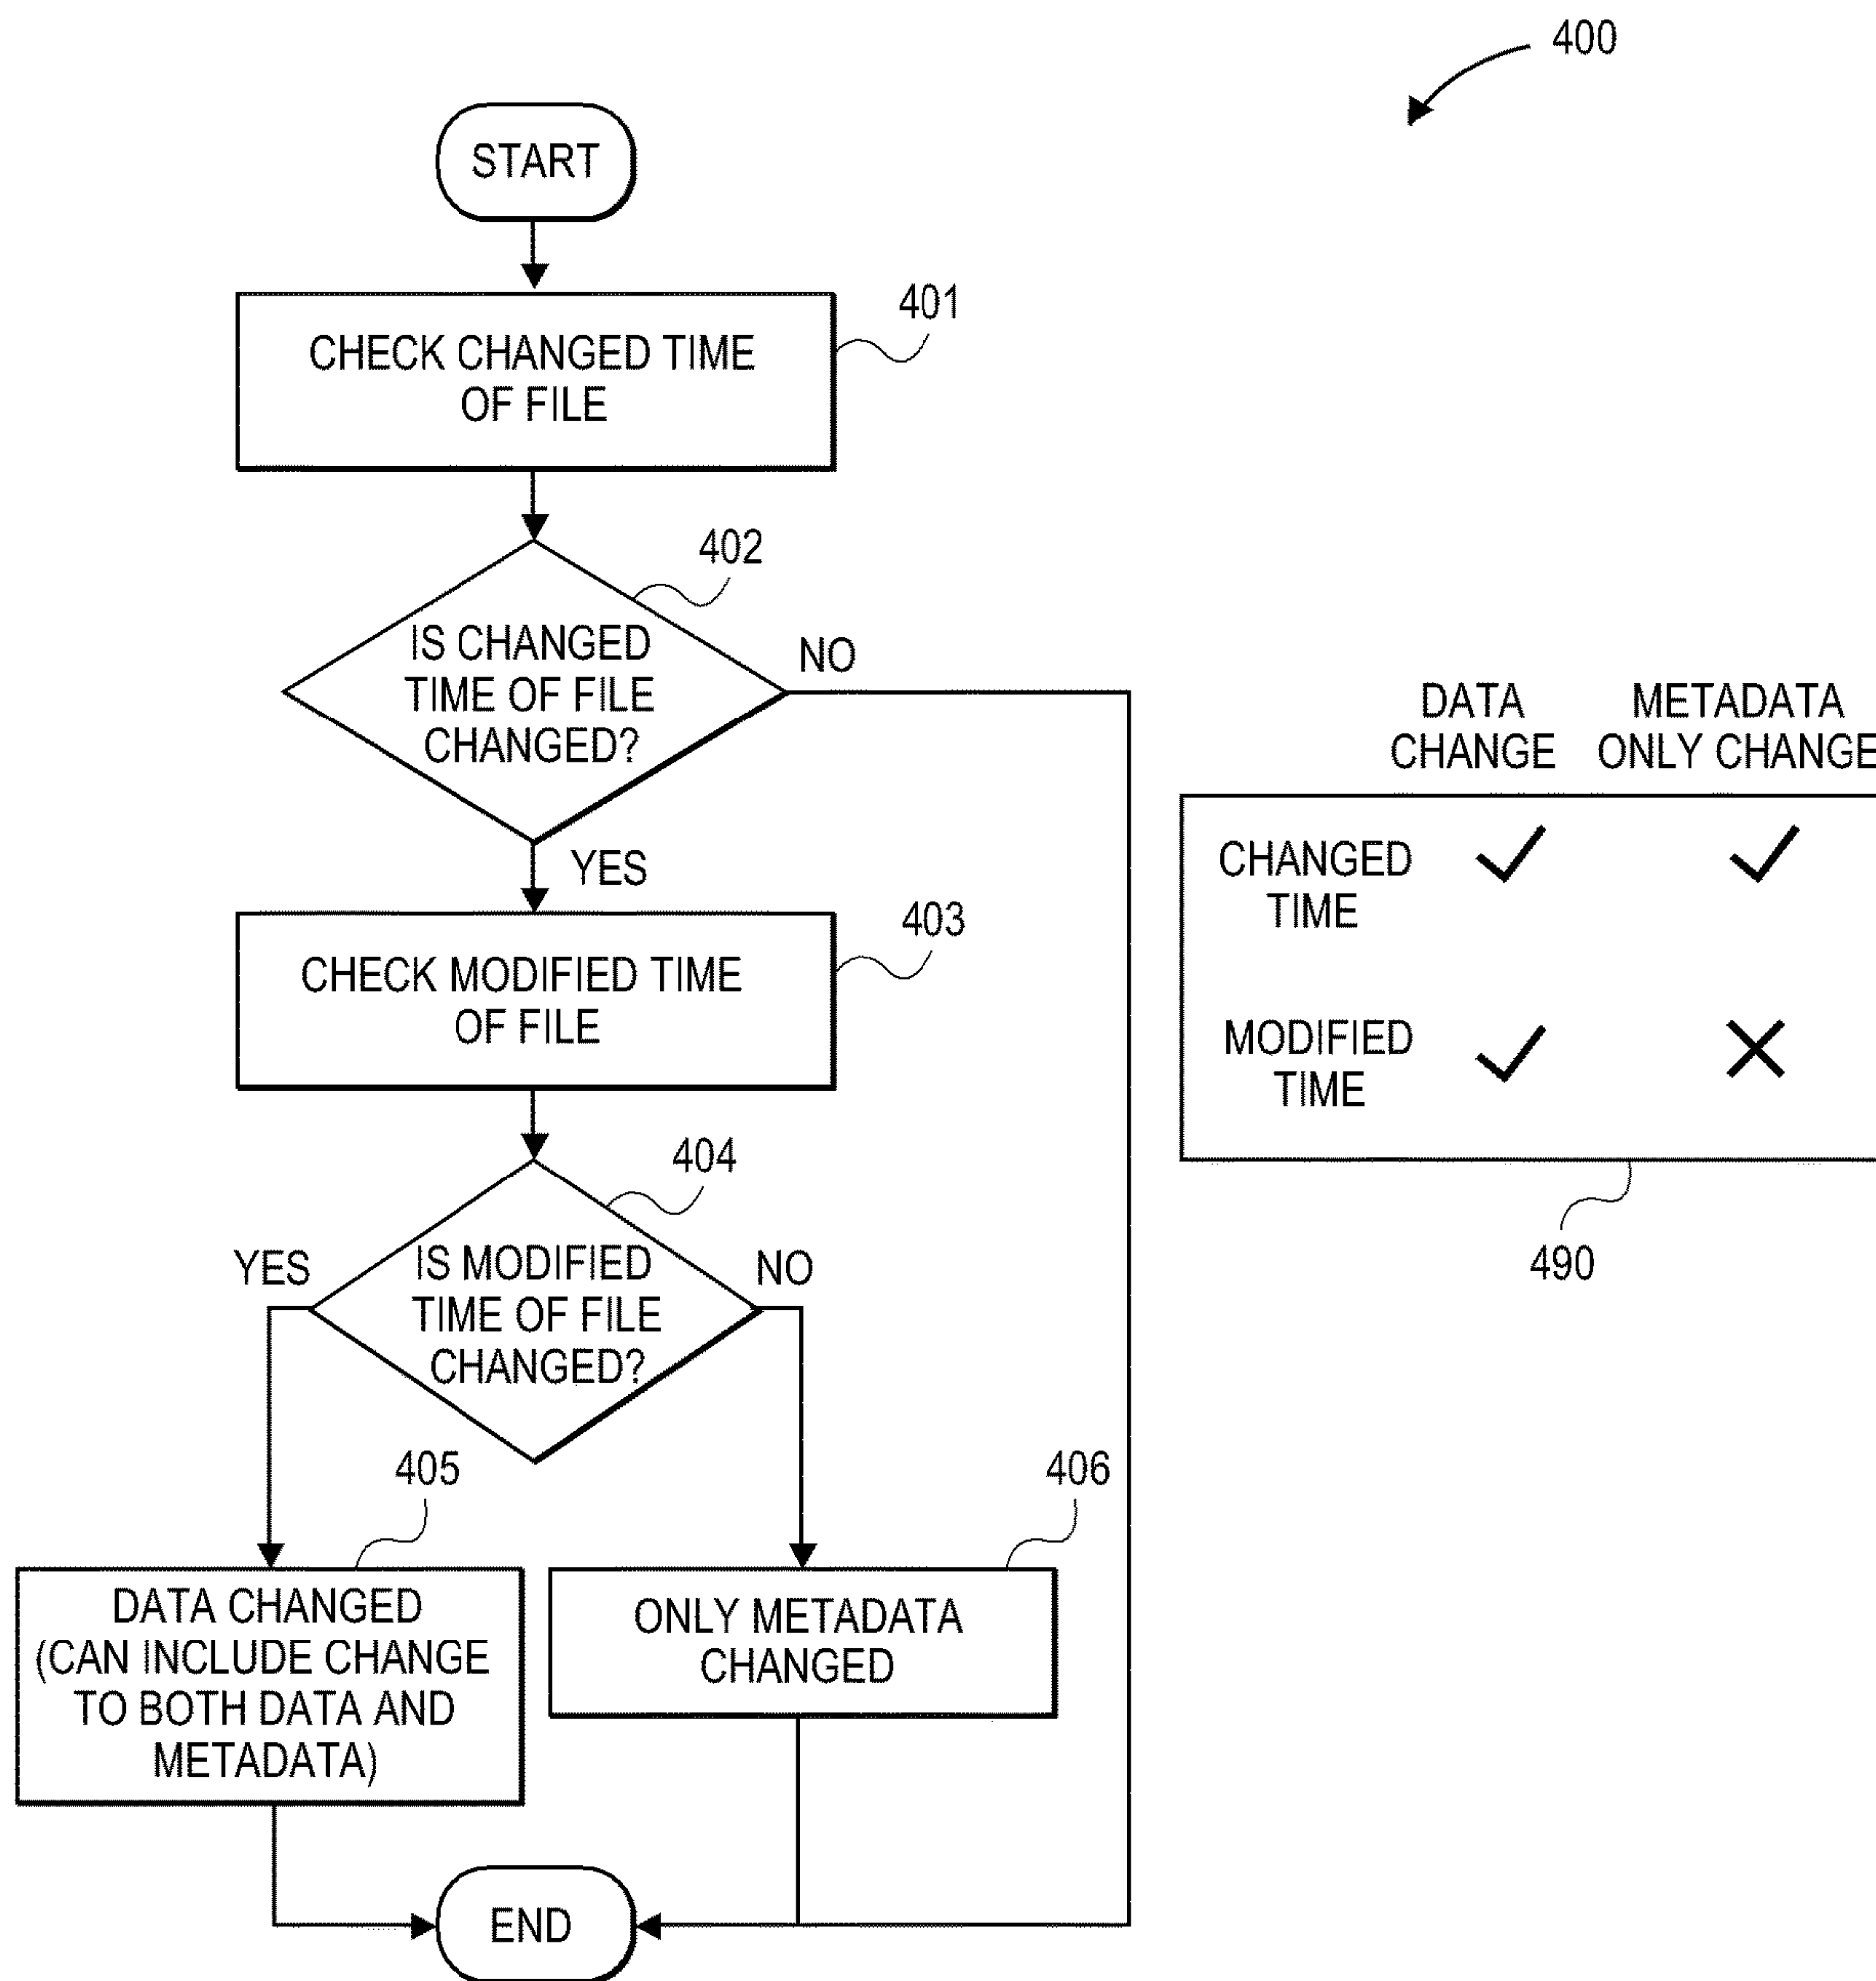 400
START
401
CHECK CHANGED TIME
OF FILE
402
IS CHANGED
TIME OF FILE
CHANGED?
NO
YES
403
CHECK MODIFIED TIME
OF FILE
404
YES
IS MODIFIED
TIME OF FILE
CHANGED?
NO
405
DATA CHANGED
(CAN INCLUDE CHANGE
TO BOTH DATA AND
METADATA)
406
ONLY METADATA
CHANGED
END
DATA
CHANGE
METADATA
ONLY CHANGE
CHANGED
TIME
MODIFIED
TIME
490